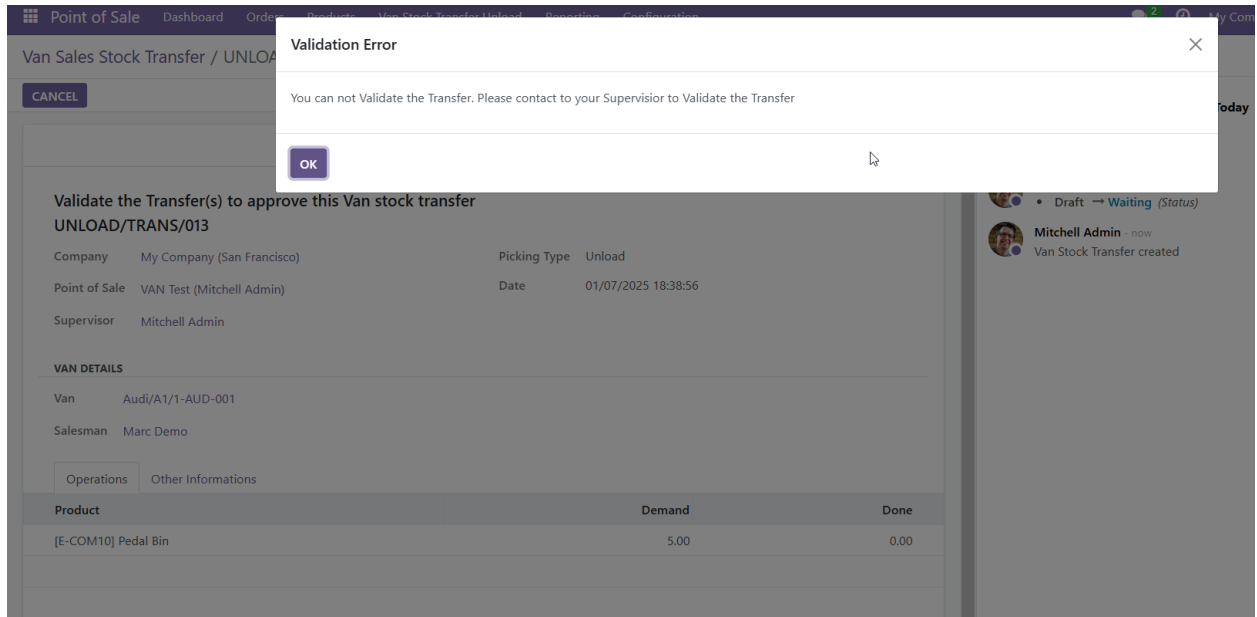 Point of Sale Dashboard Orders Products Van Stock Transfer Unload Reporting Configuration 2 My Com
Validation Error
Van Sales Stock Transfer / UNLOA
You can not Validate the Transfer. Please contact to your Supervisior to Validate the Transfer
CANCEL
Today
OK
Validate the Transfer(s) to approve this Van stock transfer
UNLOAD/TRANS/013
Draft → Waiting (Status)
Mitchell Admin - now
Van Stock Transfer created
Company My Company (San Francisco) Picking Type Unload
Point of Sale VAN Test (Mitchell Admin) Date 01/07/2025 18:38:56
Supervisor Mitchell Admin
VAN DETAILS
Van Audi/A1/1-AUD-001
Salesman Marc Demo
Operations Other Informations
Product Demand Done
[E-COM10] Pedal Bin 5.00 0.00